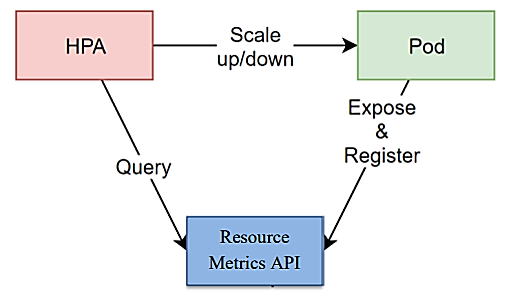 HPA
Scale
up/down
Pod
Expose
&
Register
Query
Resource
Metrics API